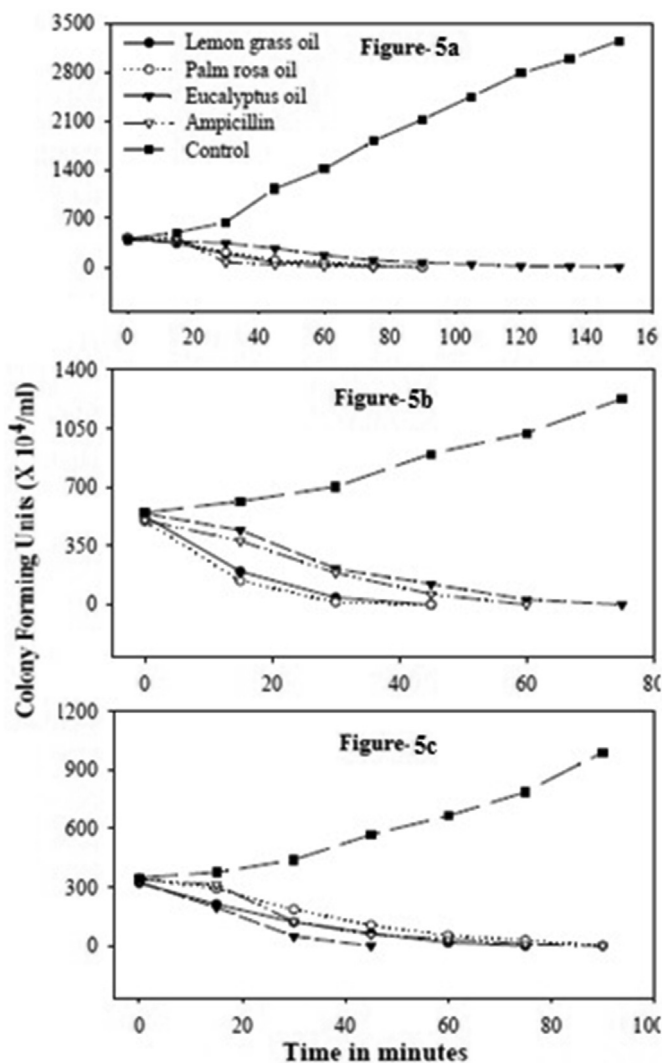 3500
Figure- 5a
Lemon grass oil
Palm rosa oil
Eucalyptus oil
Ampicillin
Control
2800
2100
1400
700
0
0 20 40 60 80 100 120 140 16
1400
Figure-5b
1050
700
350
0
0 20 40 60 80
Colony Forming Units (X 10⁴/ml)
1200
Figure- 5c
900
600
300
0
0 20 40 60 80 100
Time in minutes